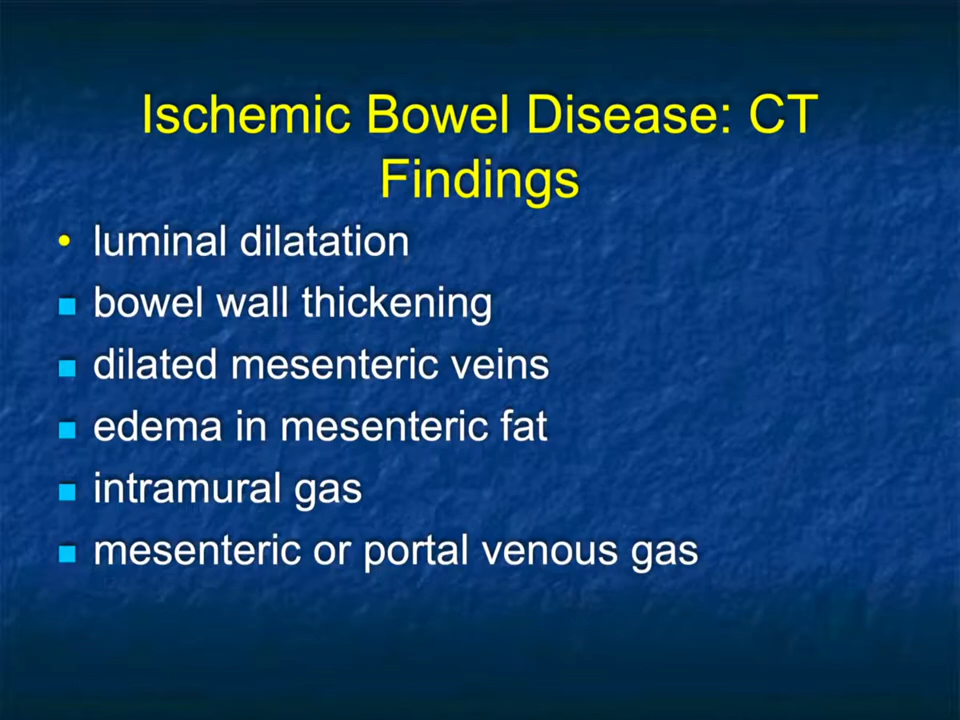 Ischemic Bowel Disease: CT
Findings
• luminal dilatation
▪ bowel wall thickening
▪ dilated mesenteric veins
▪ edema in mesenteric fat
▪ intramural gas
▪ mesenteric or portal venous gas